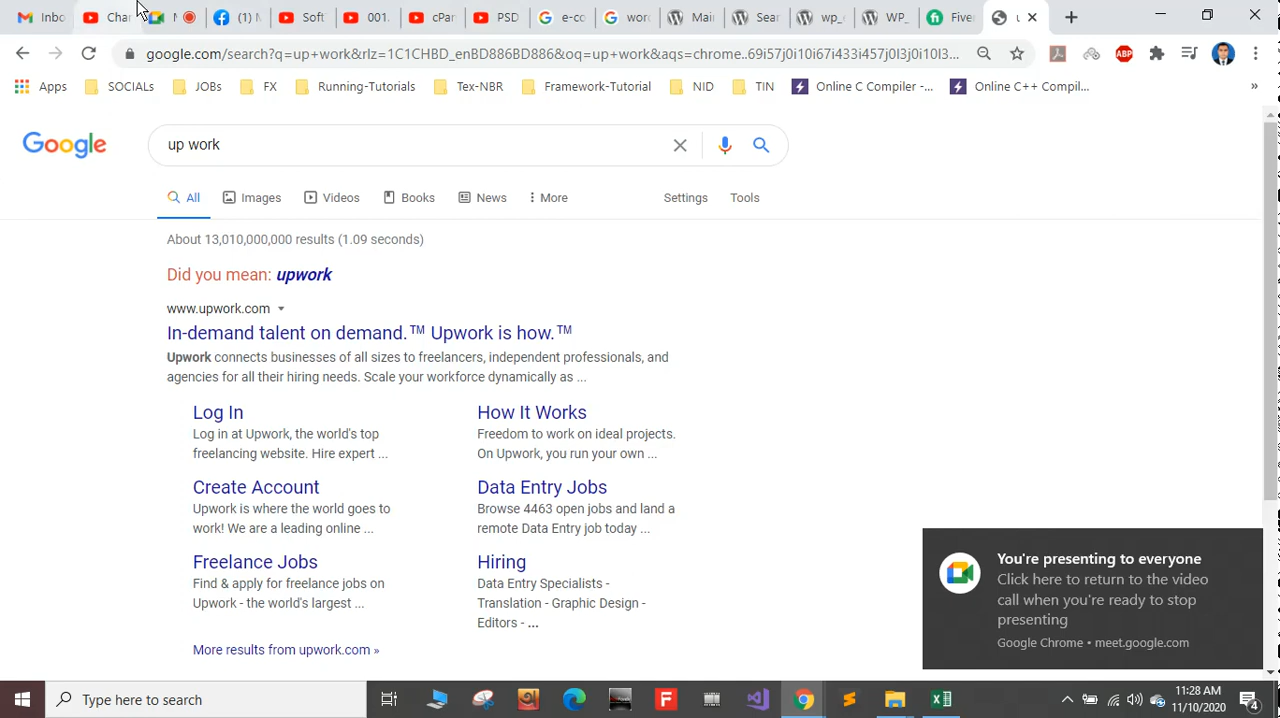 Inbo
Char
M
(1) M
Soft
001.
cPar
PSD
e-co
worc
Mair
Sear
wp_
WP_
Fiver
u
google.com/search?q=up+work&rlz=1C1CHBD_enBD886BD886&oq=up+work&aqs=chrome.69i57j0i10i67i433i457j0l3j0i10l3...
ABP
Apps
SOCIALs
JOBs
FX
Running-Tutorials
Tex-NBR
Framework-Tutorial
NID
TIN
Online C Compiler -...
Online C++ Compil...
»
Google
up work
All
Images
Videos
Books
News
More
Settings
Tools
About 13,010,000,000 results (1.09 seconds)
Did you mean: upwork
www.upwork.com
In-demand talent on demand.™ Upwork is how.™
Upwork connects businesses of all sizes to freelancers, independent professionals, and
agencies for all their hiring needs. Scale your workforce dynamically as ...
Log In
Log in at Upwork, the world's top
freelancing website. Hire expert ...
How It Works
Freedom to work on ideal projects.
On Upwork, you run your own ...
Create Account
Upwork is where the world goes to
work! We are a leading online ...
Data Entry Jobs
Browse 4463 open jobs and land a
remote Data Entry job today ...
Freelance Jobs
Find & apply for freelance jobs on
Upwork - the world's largest ...
Hiring
Data Entry Specialists -
Translation - Graphic Design -
Editors - ...
More results from upwork.com »
You're presenting to everyone
Click here to return to the video
call when you're ready to stop
presenting
Google Chrome • meet.google.com
Type here to search
11:28 AM
11/10/2020
4